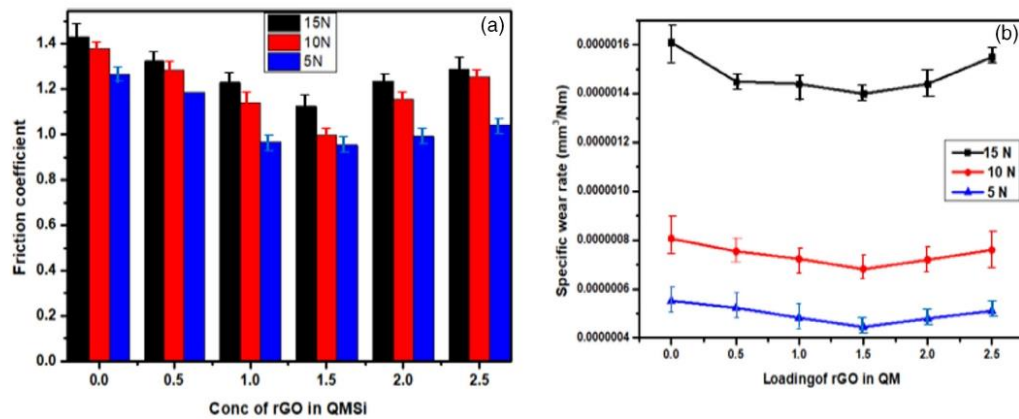 (a)
15N
10N
5N
1.4
1.2
1.0
0.8
0.6
0.4
0.2
0.0
Friction coefficient
0.0 0.5 1.0 1.5 2.0 2.5
Conc of rGO in QMSi
(b)
0.0000016
0.0000014
0.0000012
0.0000010
0.0000008
0.0000006
0.0000004
Specific wear rate (mm³/Nm)
15 N
10 N
5 N
0.0 0.5 1.0 1.5 2.0 2.5
Loadingof rGO in QM